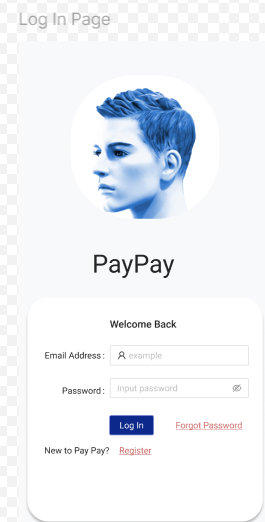 Log In Page
PayPay
Welcome Back
Email Address : example
Password : input password
Log In Forgot Password
New to Pay Pay? Register